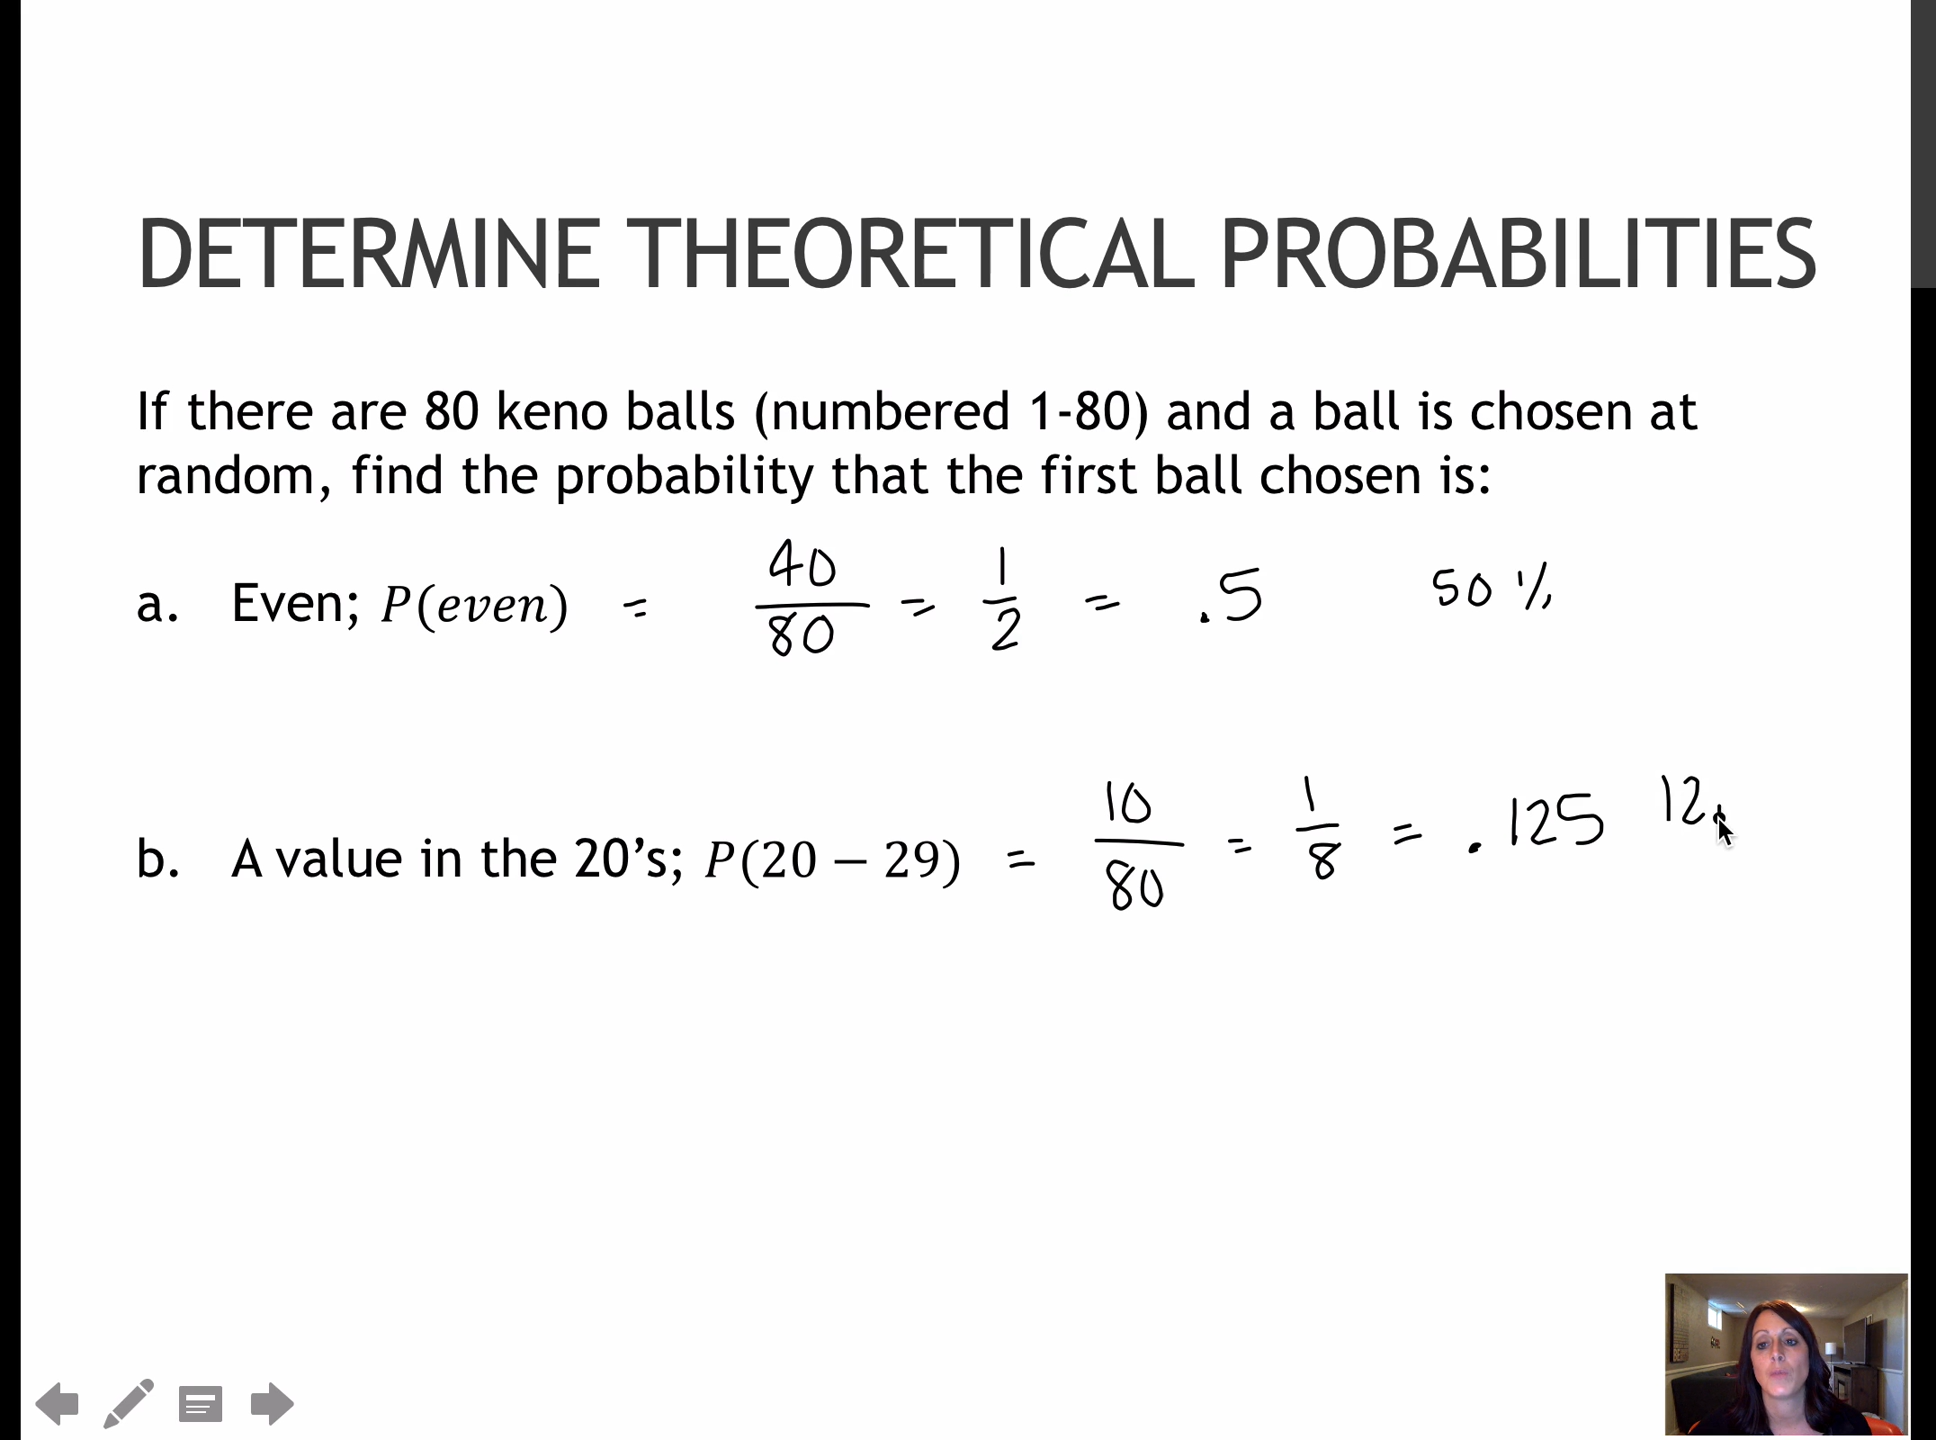 DETERMINE THEORETICAL PROBABILITIES
If there are 80 keno balls (numbered 1-80) and a ball is chosen at
random, find the probability that the first ball chosen is:
a. Even; P(even) = 40/80 = 1/2 = .5 50%
b. A value in the 20’s; P(20 − 29) = 10/80 = 1/8 = .125 12.